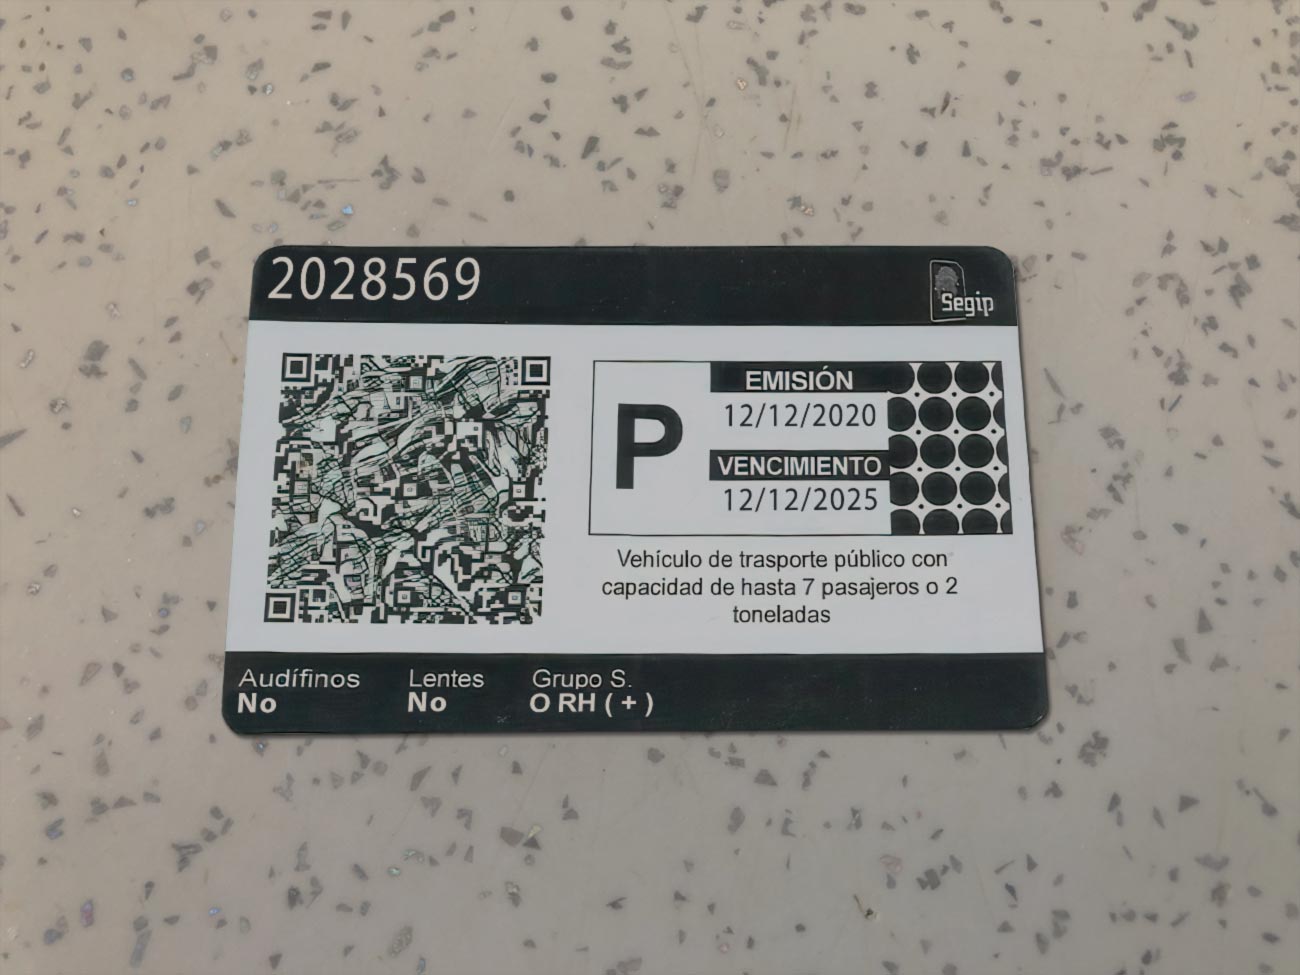 2028569
Segip
EMISIÓN
P
12/12/2020
VENCIMIENTO
12/12/2025
Vehículo de trasporte público con
capacidad de hasta 7 pasajeros o 2
toneladas
Audífinos Lentes Grupo S.
No No O RH ( + )